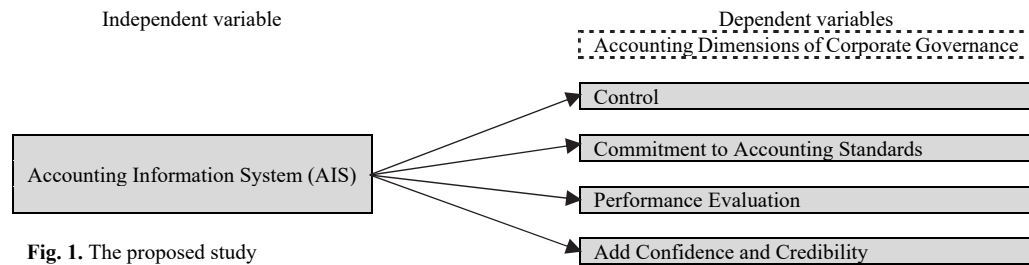 Independent variable
Dependent variables
Accounting Dimensions of Corporate Governance
Control
Commitment to Accounting Standards
Accounting Information System (AIS)
Performance Evaluation
Add Confidence and Credibility
Fig. 1. The proposed study